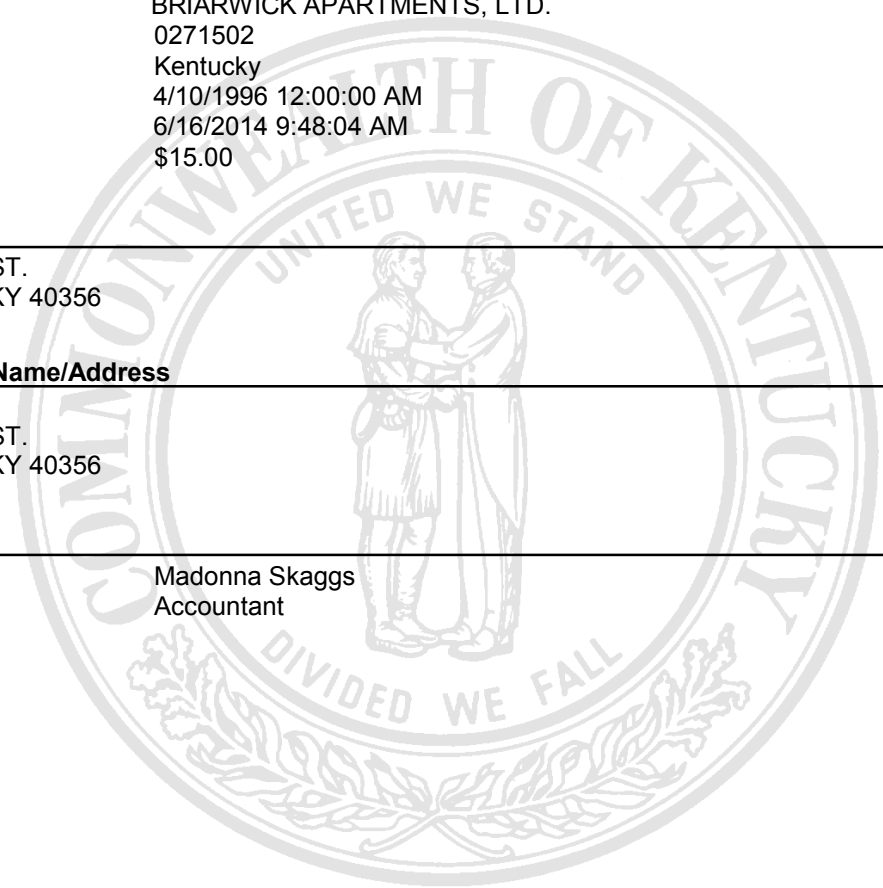 BRIARWICK APARTMENTS, LTD.
0271502
Kentucky
4/10/1996 12:00:00 AM
6/16/2014 9:48:04 AM
$15.00
ST.
KY 40356
Name/Address
ST.
KY 40356
Madonna Skaggs
Accountant
COMMONWEALTH OF KENTUCKY
UNITED WE STAND
DIVIDED WE FALL